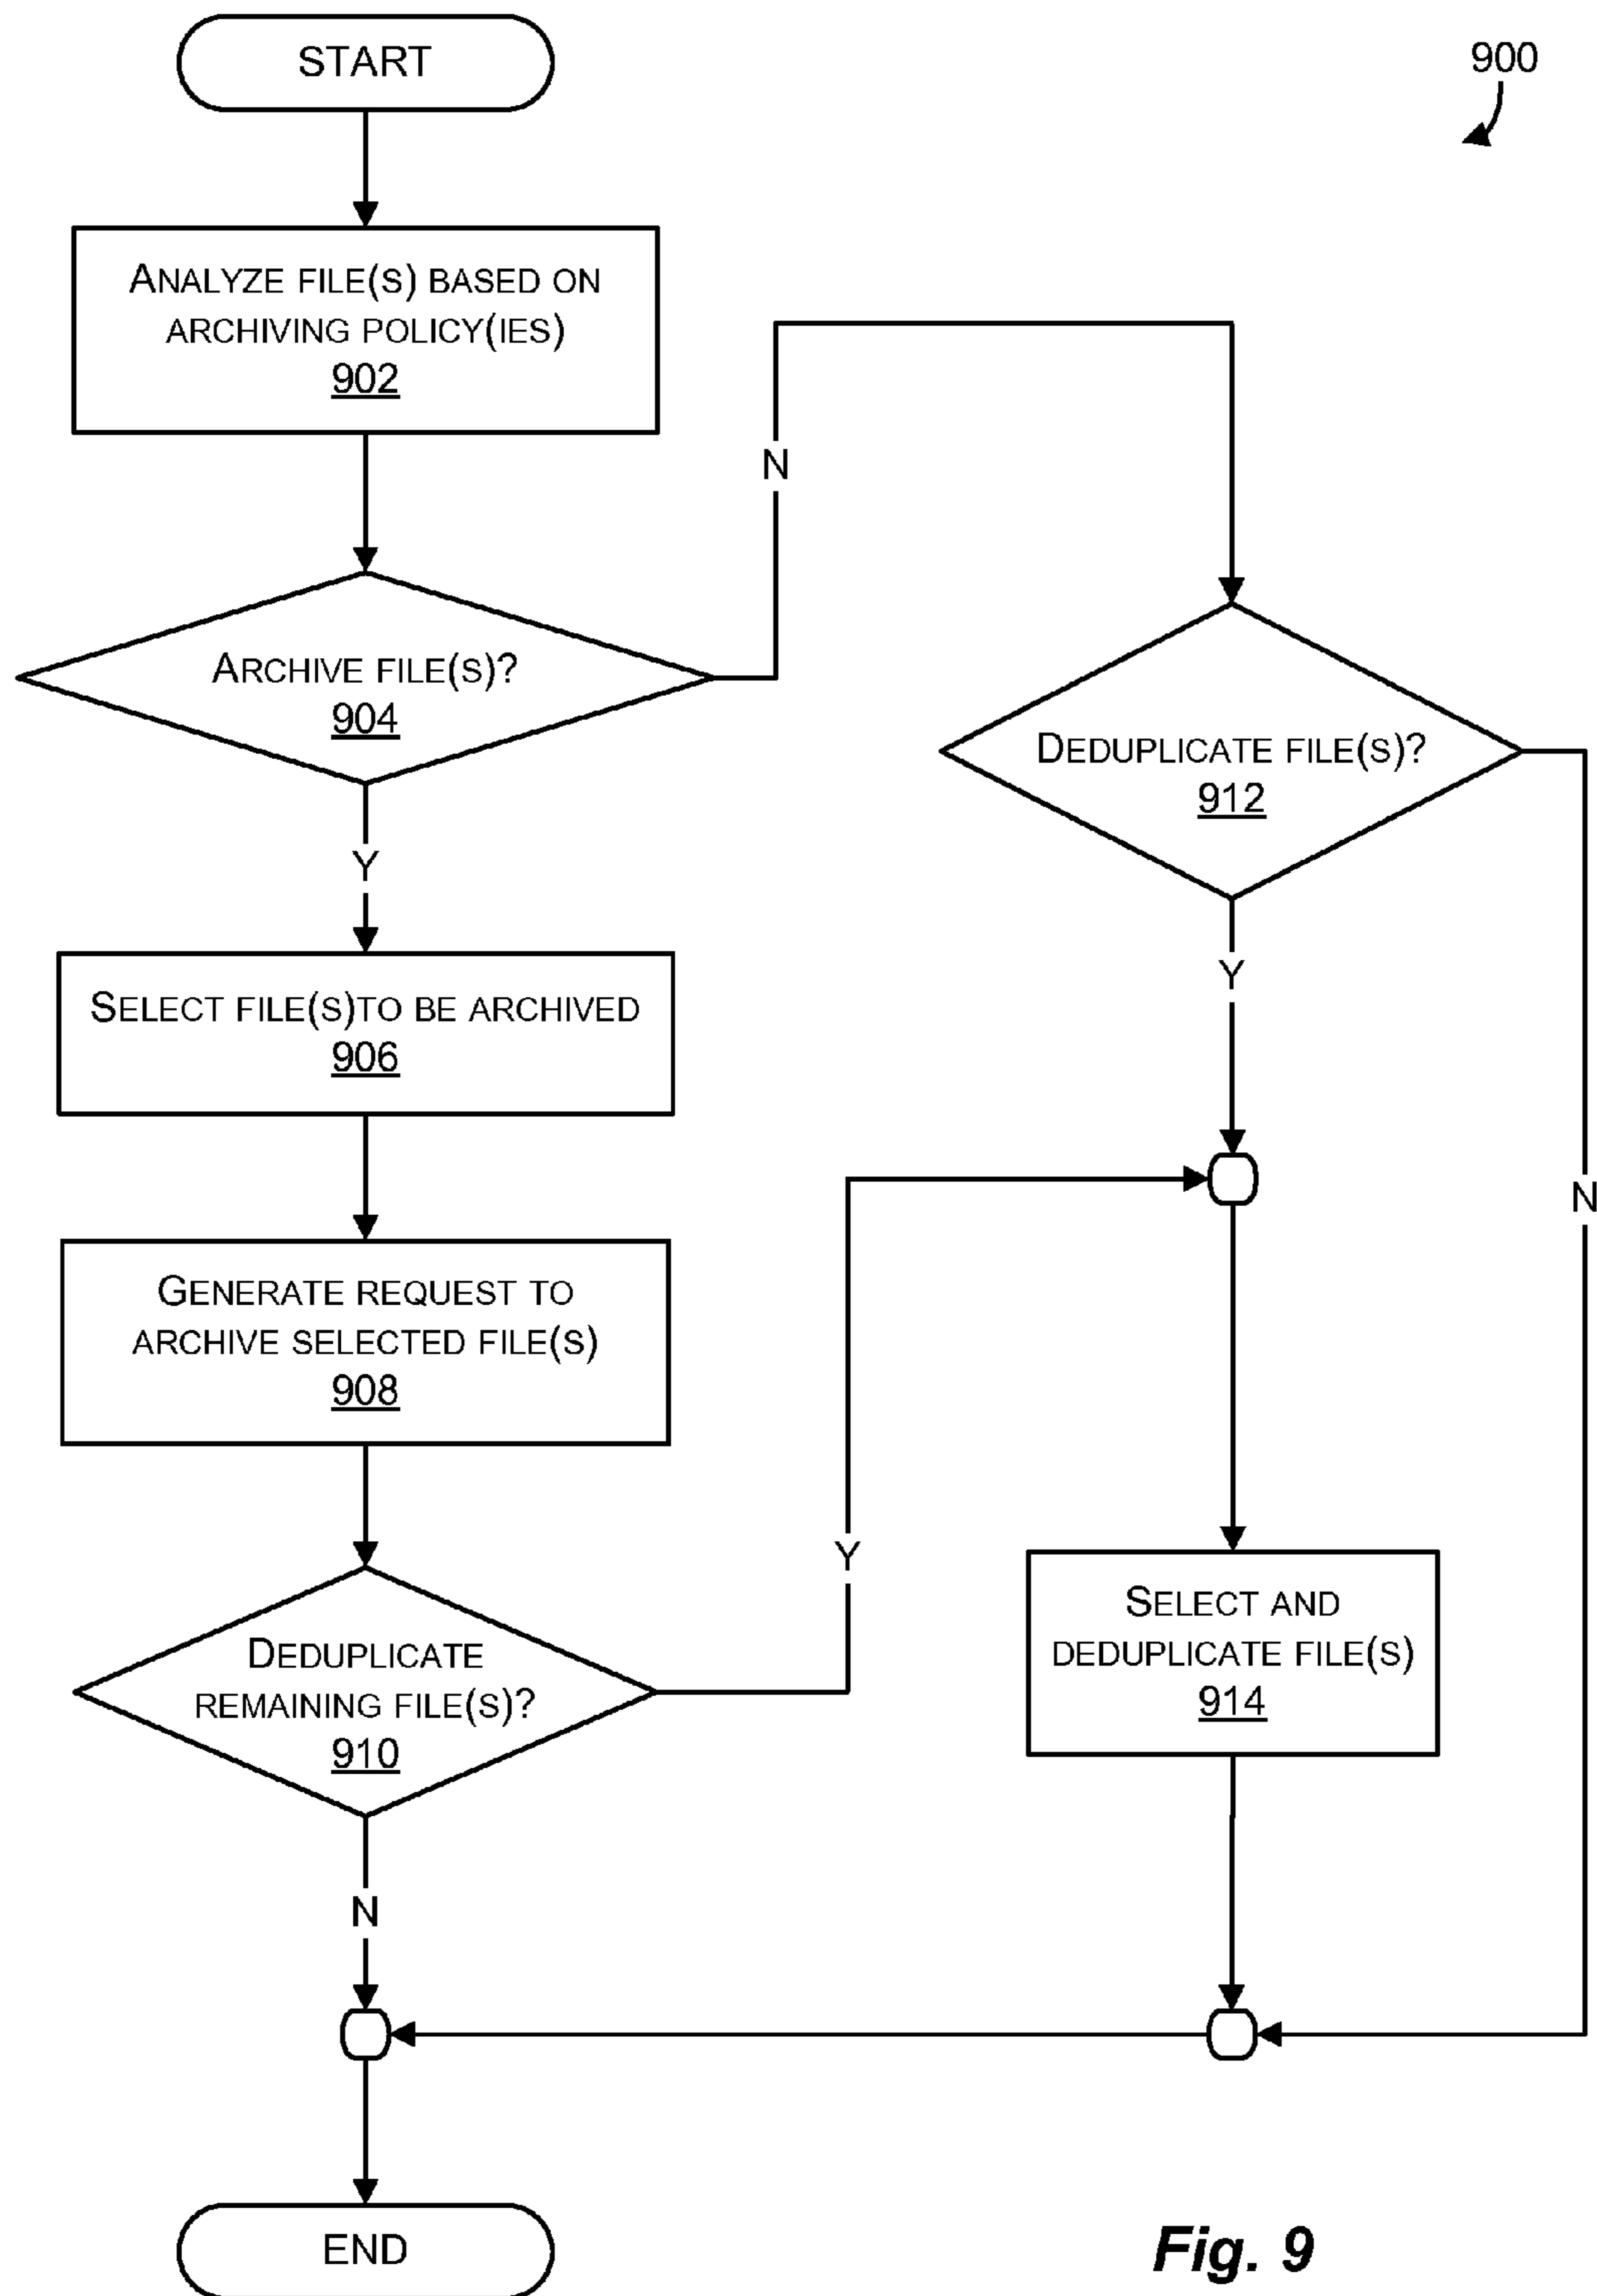 START
900
ANALYZE FILE(S) BASED ON
ARCHIVING POLICY(IES)
902
N
ARCHIVE FILE(S)?
904
DEDUPLICATE FILE(S)?
912
Y
Y
SELECT FILE(S)TO BE ARCHIVED
906
N
GENERATE REQUEST TO
ARCHIVE SELECTED FILE(S)
908
Y
SELECT AND
DEDUPLICATE FILE(S)
914
DEDUPLICATE
REMAINING FILE(S)?
910
N
END
Fig. 9